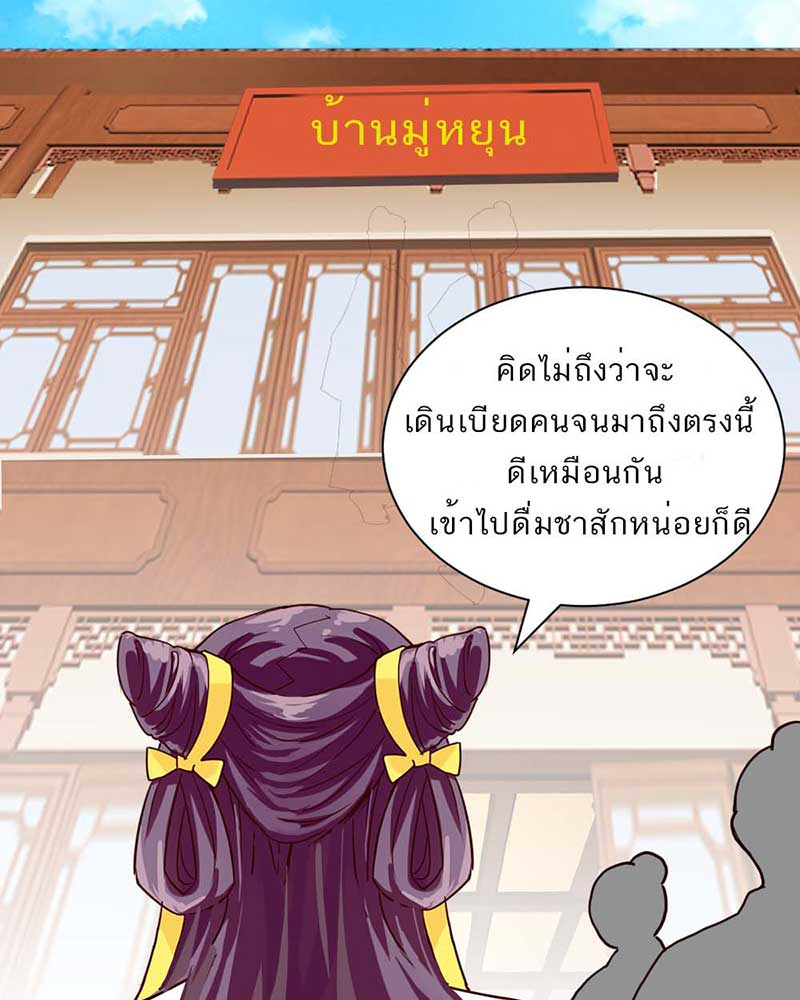 บ้านมู่หยุน
คิดไม่ถึงว่าจะ
เดินเบียดคนจนมาถึงตรงนี้
ดีเหมือนกัน
เข้าไปดื่มชาสักหน่อยก็ดี